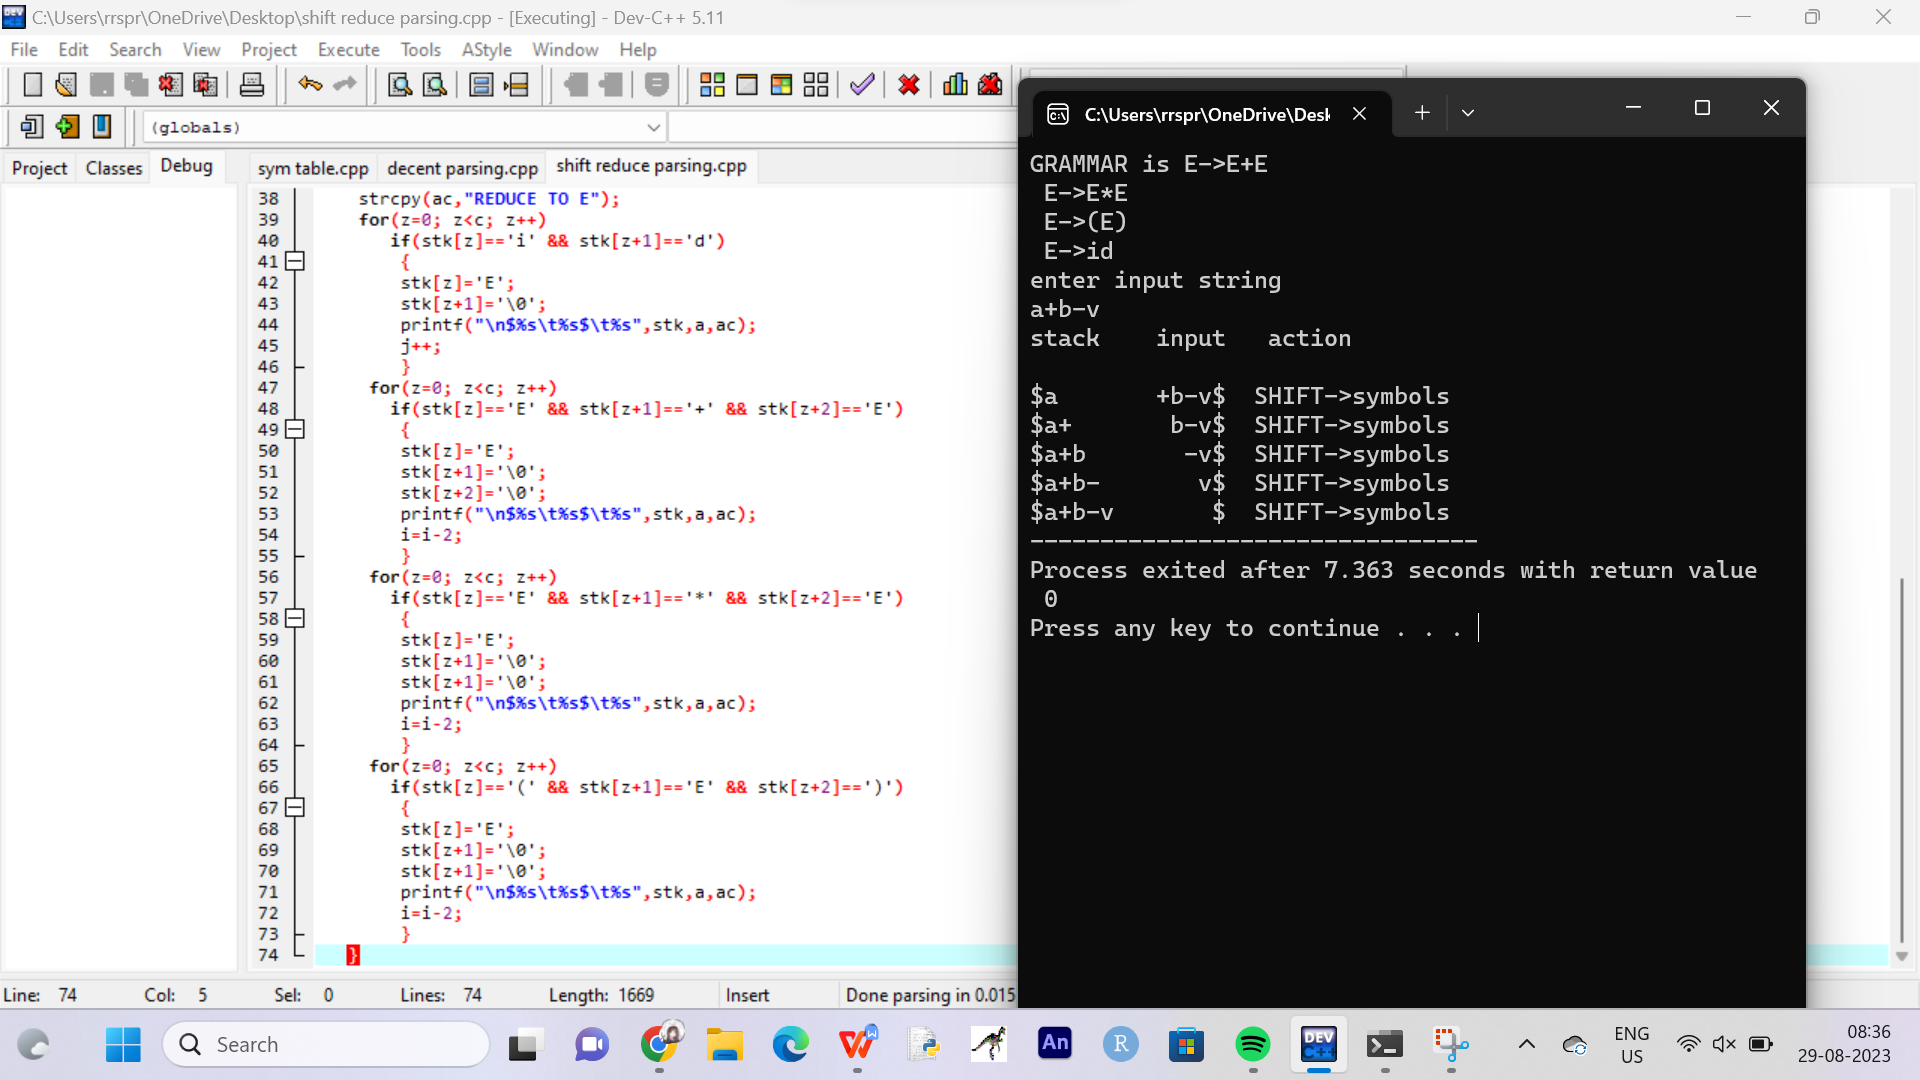 C:\Users\rrspr\OneDrive\Desktop\shift reduce parsing.cpp - [Executing] - Dev-C++ 5.11
File Edit Search View Project Execute Tools AStyle Window Help
(globals)
Project Classes Debug
sym table.cpp decent parsing.cpp shift reduce parsing.cpp
38 strcpy(ac,"REDUCE TO E");
39 for(z=0; z<c; z++)
40 if(stk[z]=='i' && stk[z+1]=='d')
41 {
42 stk[z]='E';
43 stk[z+1]='\0';
44 printf("\n$%s\t%s$\t%s",stk,a,ac);
45 j++;
46 }
47 for(z=0; z<c; z++)
48 if(stk[z]=='E' && stk[z+1]=='+' && stk[z+2]=='E')
49 {
50 stk[z]='E';
51 stk[z+1]='\0';
52 stk[z+2]='\0';
53 printf("\n$%s\t%s$\t%s",stk,a,ac);
54 i=i-2;
55 }
56 for(z=0; z<c; z++)
57 if(stk[z]=='E' && stk[z+1]=='*' && stk[z+2]=='E')
58 {
59 stk[z]='E';
60 stk[z+1]='\0';
61 stk[z+1]='\0';
62 printf("\n$%s\t%s$\t%s",stk,a,ac);
63 i=i-2;
64 }
65 for(z=0; z<c; z++)
66 if(stk[z]=='(' && stk[z+1]=='E' && stk[z+2]==')')
67 {
68 stk[z]='E';
69 stk[z+1]='\0';
70 stk[z+1]='\0';
71 printf("\n$%s\t%s$\t%s",stk,a,ac);
72 i=i-2;
73 }
74 }
Line: 74 Col: 5 Sel: 0 Lines: 74 Length: 1669 Insert Done parsing in 0.015
C:\Users\rrspr\OneDrive\Desk
GRAMMAR is E->E+E
E->E*E
E->(E)
E->id
enter input string
a+b-v
stack input action
$a +b-v$ SHIFT->symbols
$a+ b-v$ SHIFT->symbols
$a+b -v$ SHIFT->symbols
$a+b- v$ SHIFT->symbols
$a+b-v $ SHIFT->symbols
--------------------------------
Process exited after 7.363 seconds with return value
0
Press any key to continue . . .
Search
An
R
DEV
C++
ENG
US
08:36
29-08-2023